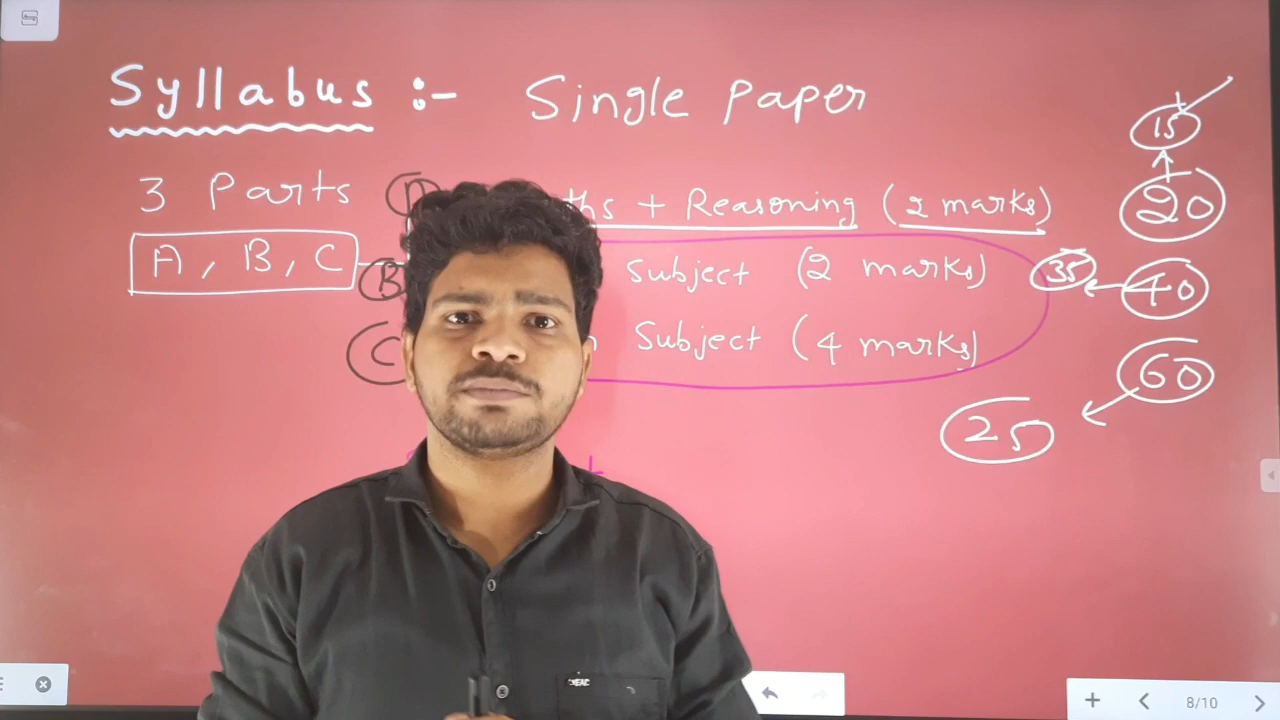 Syllabus :- Single Paper
15
3 Parts A ths + Reasoning (2 marks) 20
A, B, C B Subject (2 marks) 35 40
C Subject (4 marks) 60
25
8/10